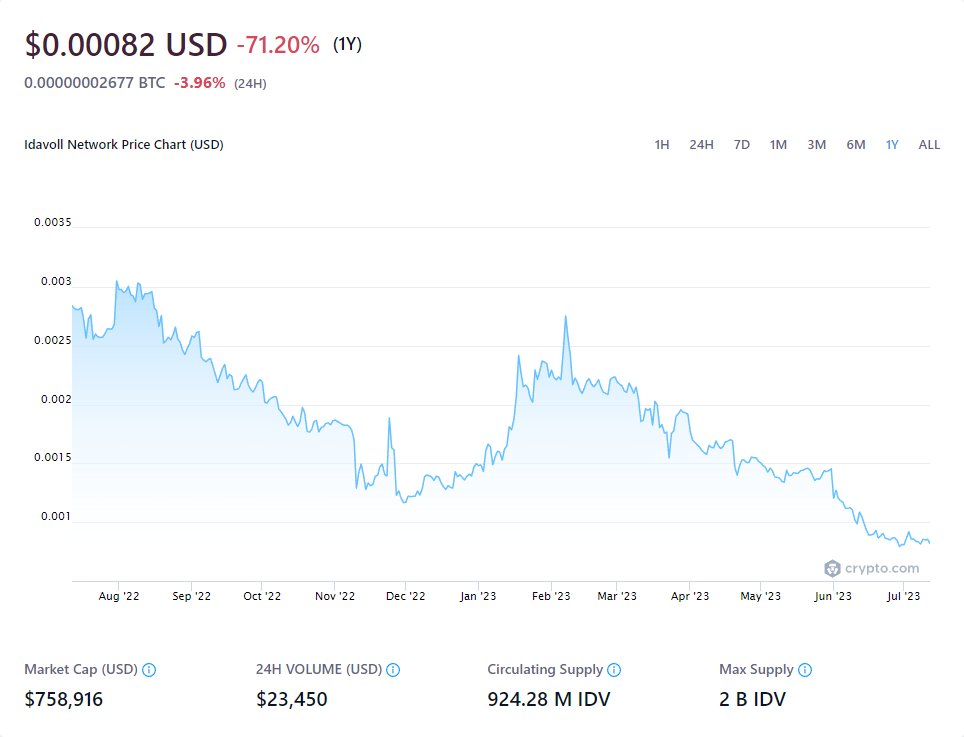 $0.00082 USD -71.20% (1Y)
0.00000002677 BTC -3.96% (24H)
Idavoll Network Price Chart (USD) 1H 24H 7D 1M 3M 6M 1Y ALL
0.0035
0.003
0.0025
0.002
0.0015
0.001
crypto.com
Aug '22 Sep '22 Oct '22 Nov '22 Dec '22 Jan '23 Feb '23 Mar '23 Apr '23 May '23 Jun '23 Jul '23
Market Cap (USD) 24H VOLUME (USD) Circulating Supply Max Supply
$758,916 $23,450 924.28 M IDV 2 B IDV